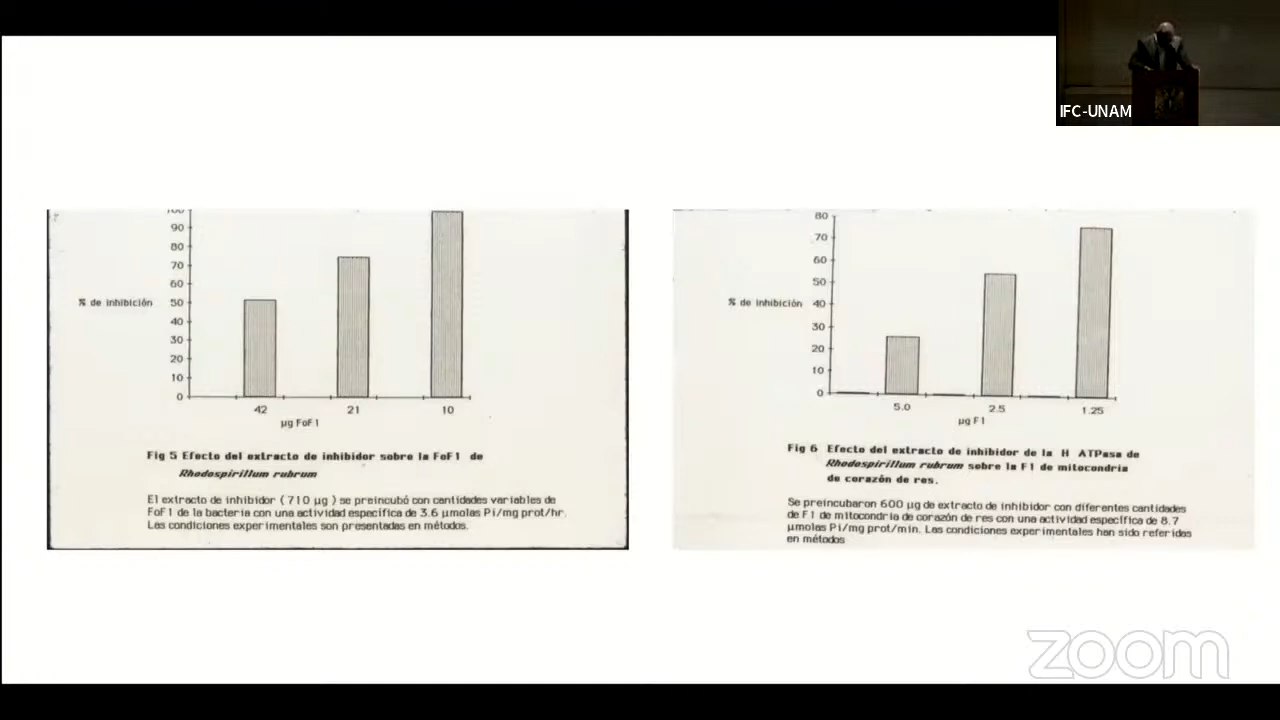 IFC-UNAM
100
90
80
70
60
50
40
30
20
10
0
% de inhibición
42 21 10
µg FoF1
Fig 5 Efecto del extracto de inhibidor sobre la FoF1 de
Rhodospirillum rubrum
El extracto de inhibidor (710 µg) se preincubó con cantidades variables de
FoF1 de la bacteria con una actividad específica de 3.6 µmolas Pi/mg prot/hr.
Las condiciones experimentales son presentadas en métodos.
80
70
60
50
40
30
20
10
0
% de inhibición
5.0 2.5 1.25
µg F1
Fig 6 Efecto del extracto de inhibidor de la H ATPasa de
Rhodospirillum rubrum sobre la F1 de mitocondria
de corazón de res.
Se preincubaron 600 µg de extracto de inhibidor con diferentes cantidades
de F1 de mitocondria de corazón de res con una actividad específica de 8.7
µmolas Pi/mg prot/min. Las condiciones experimentales han sido referidas
en métodos
zoom